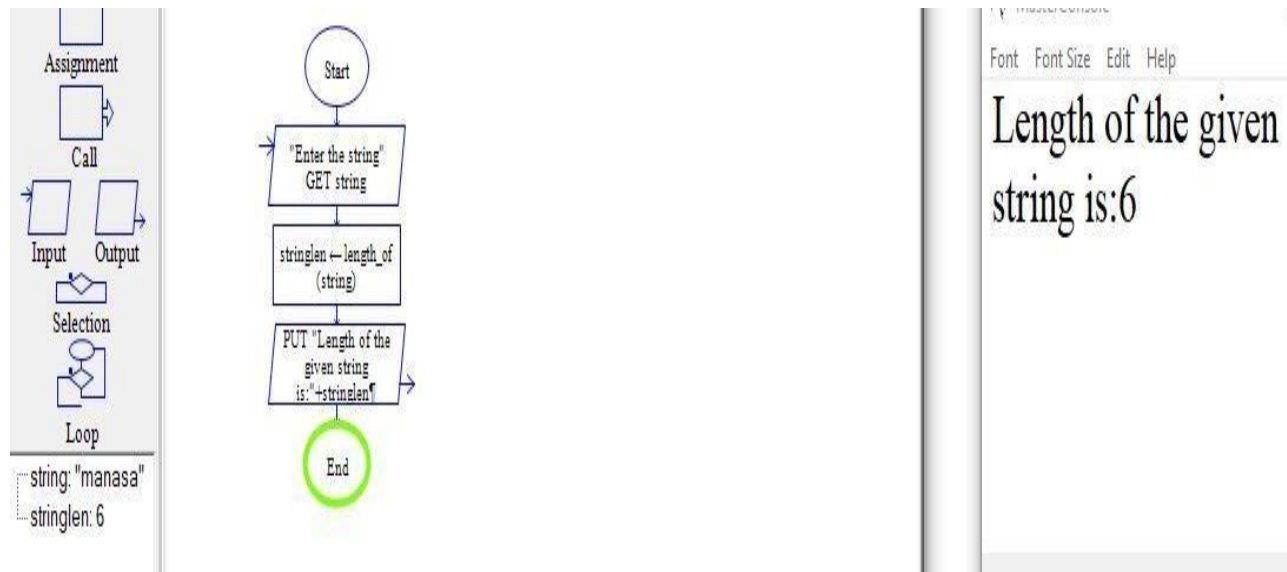 Assignment
Call
Input Output
Selection
Loop
string: "manasa"
stringlen: 6
Start
"Enter the string"
GET string
stringlen ← length_of
(string)
PUT "Length of the
given string
is:"+stringlen¶
End
Font Font Size Edit Help
Length of the given
string is:6